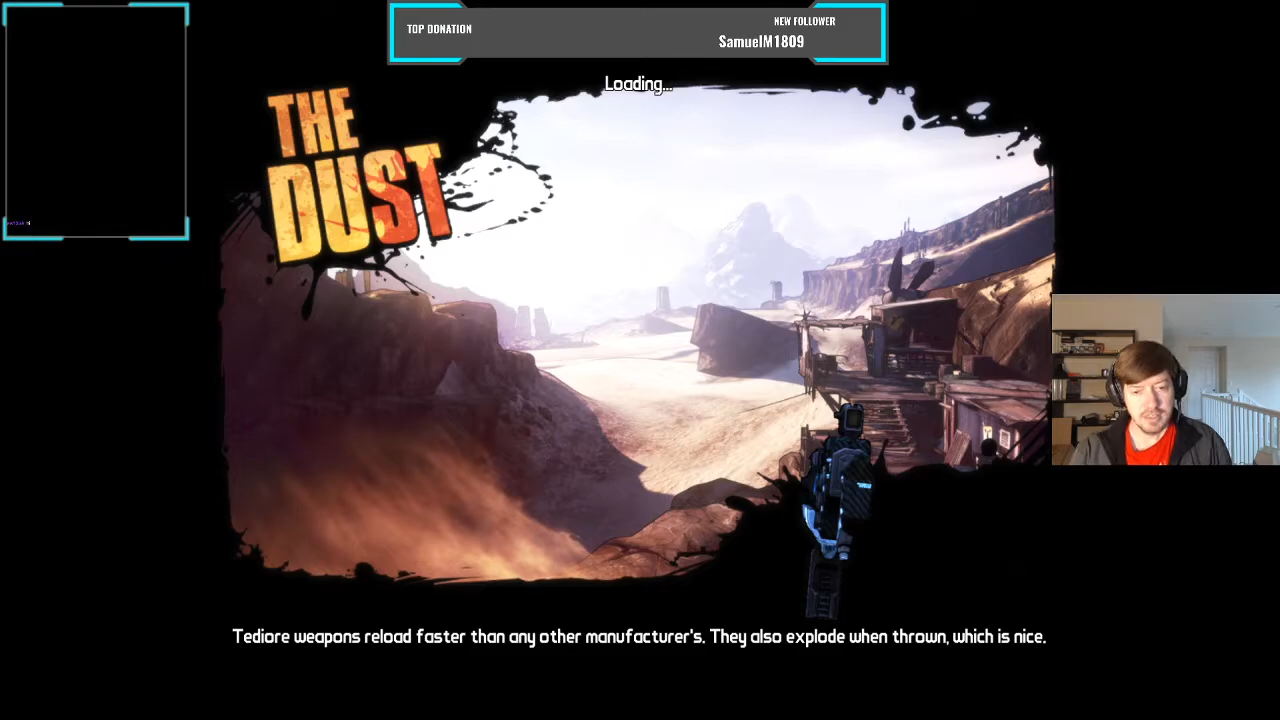 TOP DONATION
NEW FOLLOWER
SamuelM1809
Loading...
THE
DUST
Tediore weapons reload faster than any other manufacturer's. They also explode when thrown, which is nice.